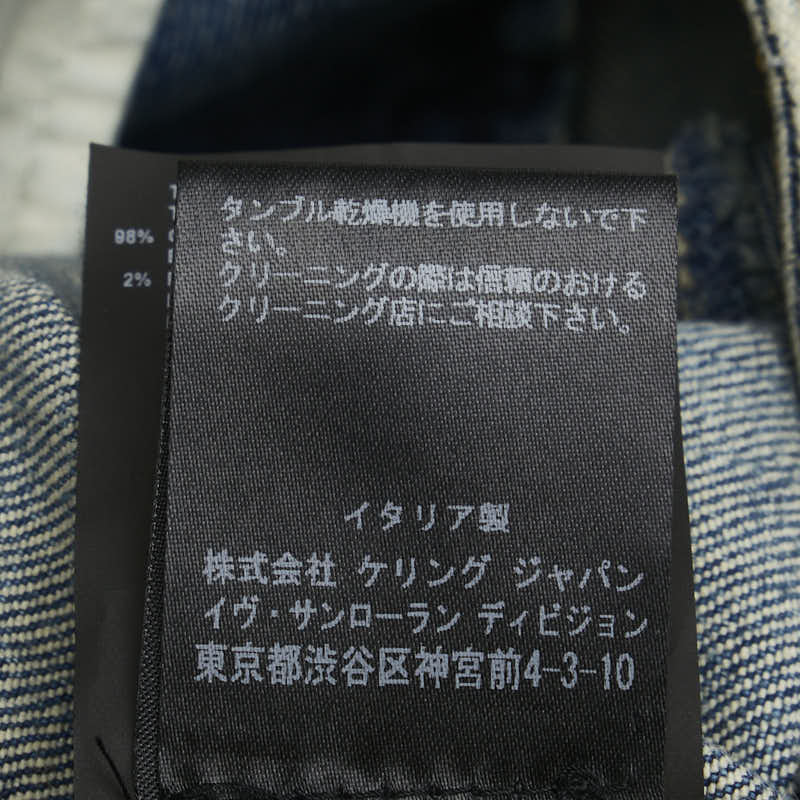 タンブル乾燥機を使用しないで下
さい。
クリーニングの際は信頼のおける
クリーニング店にご相談下さい。
98%
2%
イタリア製
株式会社 ケリング ジャパン
イヴ・サンローラン ディビジョン
東京都渋谷区神宮前4-3-10